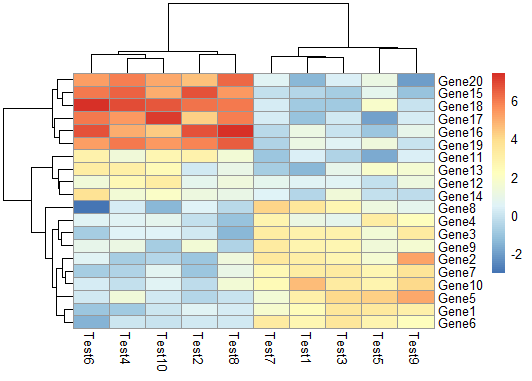 Gene20
Gene15
Gene18
Gene17
Gene16
Gene19
Gene11
Gene13
Gene12
Gene14
Gene8
Gene4
Gene3
Gene9
Gene2
Gene7
Gene10
Gene5
Gene1
Gene6
Test6
Test4
Test10
Test2
Test8
Test7
Test1
Test3
Test5
Test9
6
4
2
0
-2